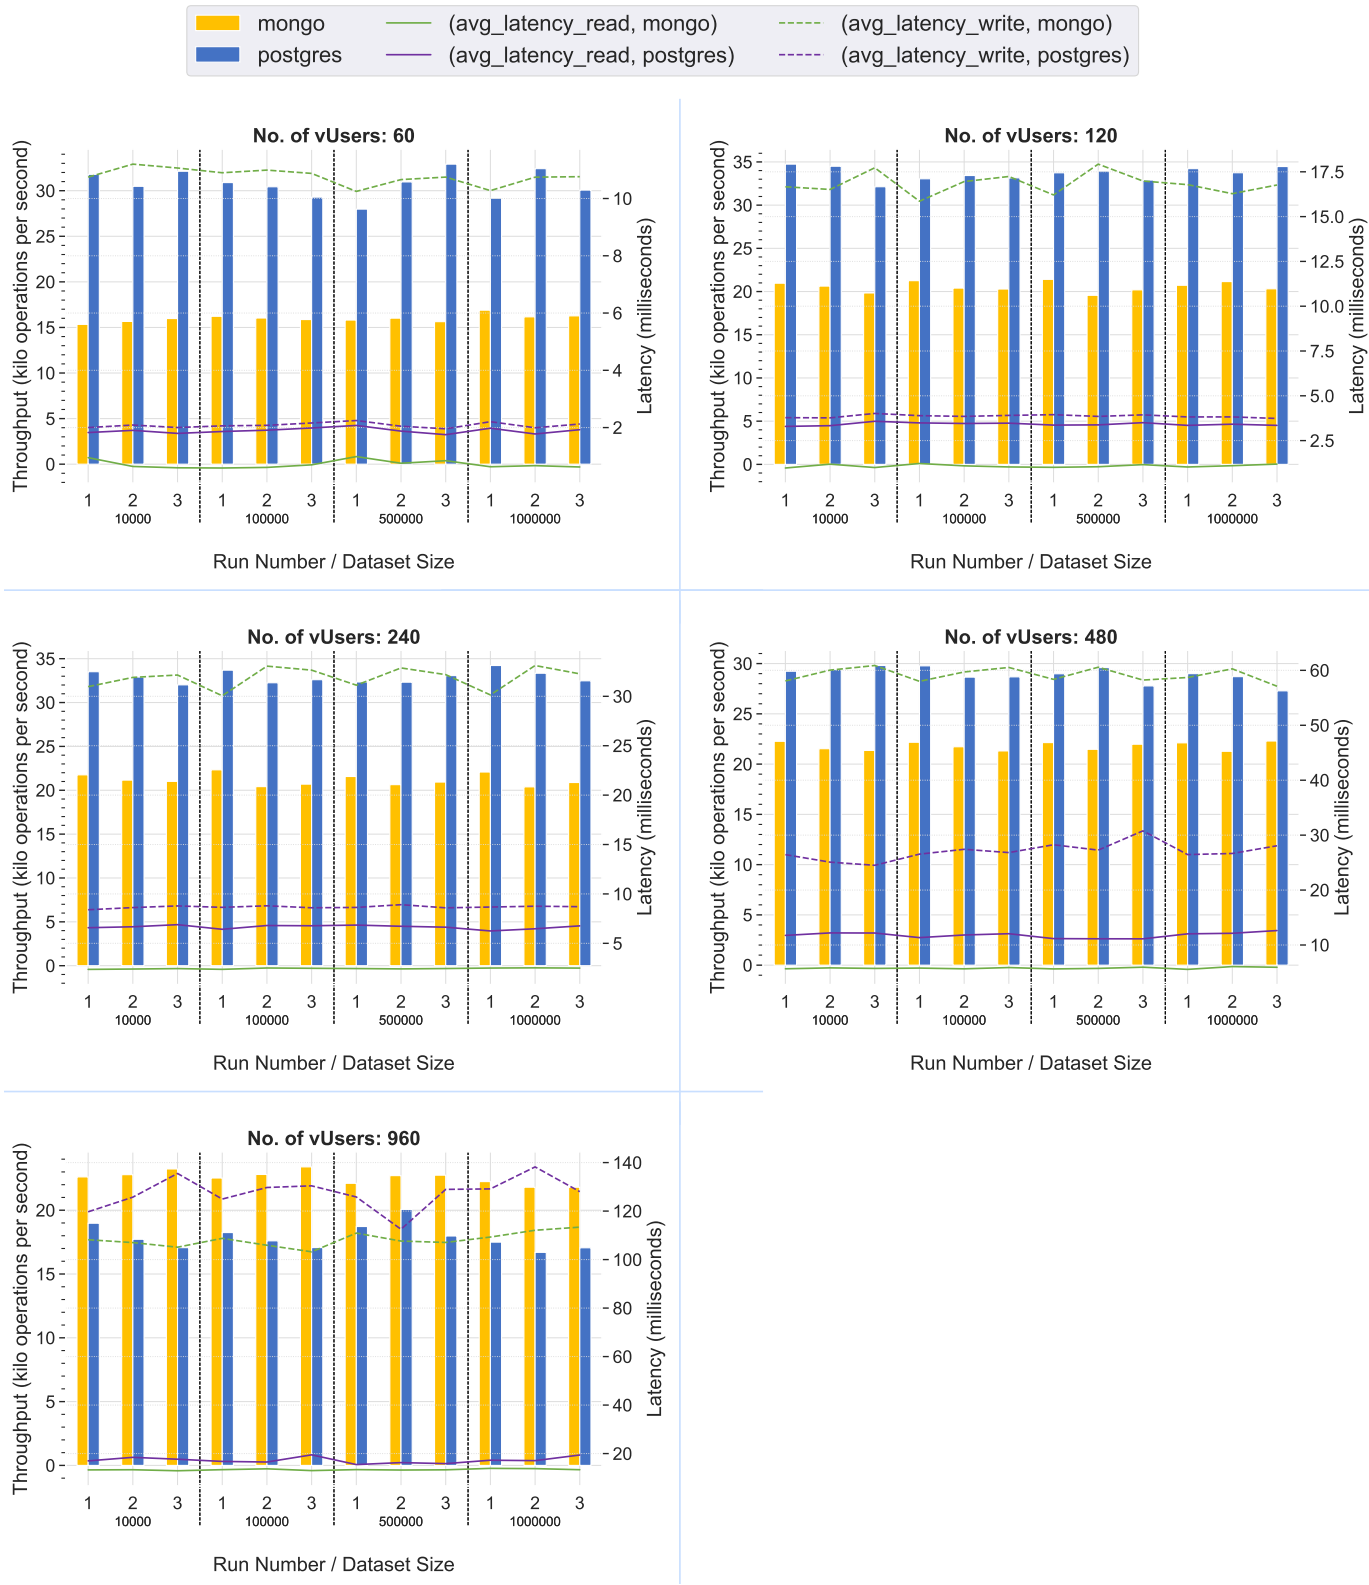 mongo (avg_latency_read, mongo) (avg_latency_write, mongo)
postgres (avg_latency_read, postgres) (avg_latency_write, postgres)
No. of vUsers: 60
Throughput (kilo operations per second)
30
25
20
15
10
5
0
10
8
6
4
2
Latency (milliseconds)
1 2 3 1 2 3 1 2 3 1 2 3
10000 100000 500000 1000000
Run Number / Dataset Size
No. of vUsers: 120
Throughput (kilo operations per second)
35
30
25
20
15
10
5
0
17.5
15.0
12.5
10.0
7.5
5.0
2.5
Latency (milliseconds)
1 2 3 1 2 3 1 2 3 1 2 3
10000 100000 500000 1000000
Run Number / Dataset Size
No. of vUsers: 240
Throughput (kilo operations per second)
35
30
25
20
15
10
5
0
30
25
20
15
10
5
Latency (milliseconds)
1 2 3 1 2 3 1 2 3 1 2 3
10000 100000 500000 1000000
Run Number / Dataset Size
No. of vUsers: 480
Throughput (kilo operations per second)
30
25
20
15
10
5
0
60
50
40
30
20
10
Latency (milliseconds)
1 2 3 1 2 3 1 2 3 1 2 3
10000 100000 500000 1000000
Run Number / Dataset Size
No. of vUsers: 960
Throughput (kilo operations per second)
20
15
10
5
0
140
120
100
80
60
40
20
Latency (milliseconds)
1 2 3 1 2 3 1 2 3 1 2 3
10000 100000 500000 1000000
Run Number / Dataset Size